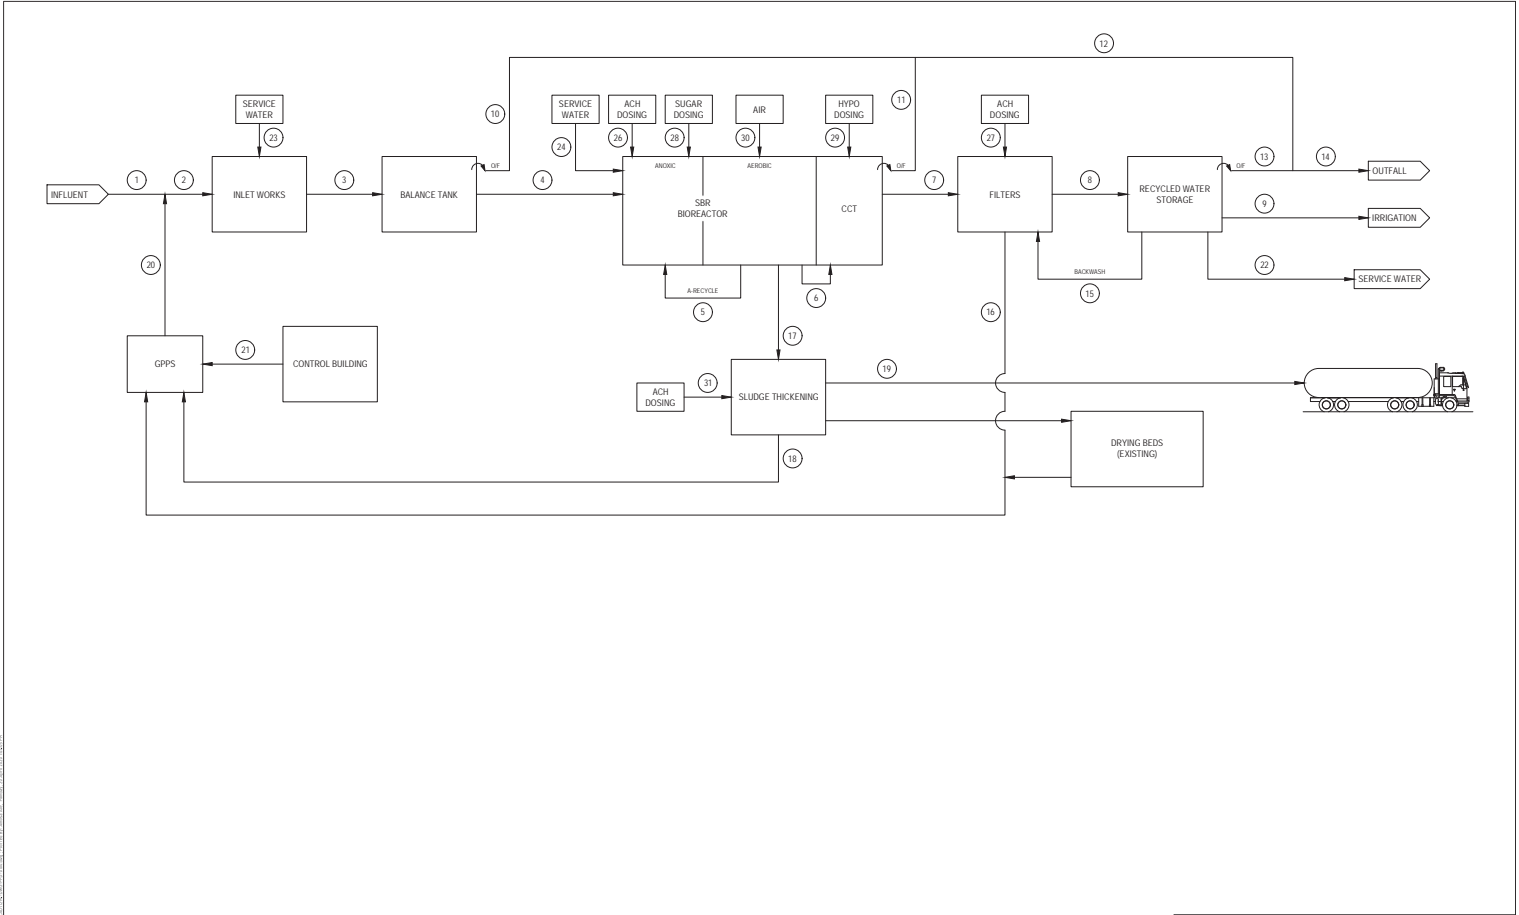 12
10
11
SERVICE
WATER
SERVICE
WATER
ACH
DOSING
SUGAR
DOSING
AIR
HYPO
DOSING
ACH
DOSING
23
24
26
28
30
29
27
1
2
3
O/F
4
ANOXIC
AEROBIC
O/F
7
8
O/F
13
14
INFLUENT
INLET WORKS
BALANCE TANK
SBR
BIOREACTOR
CCT
FILTERS
RECYCLED WATER
STORAGE
OUTFALL
9
IRRIGATION
20
A-RECYCLE
5
6
BACKWASH
15
22
SERVICE WATER
16
17
GPPS
21
CONTROL BUILDING
ACH
DOSING
31
SLUDGE THICKENING
19
18
DRYING BEDS
(EXISTING)